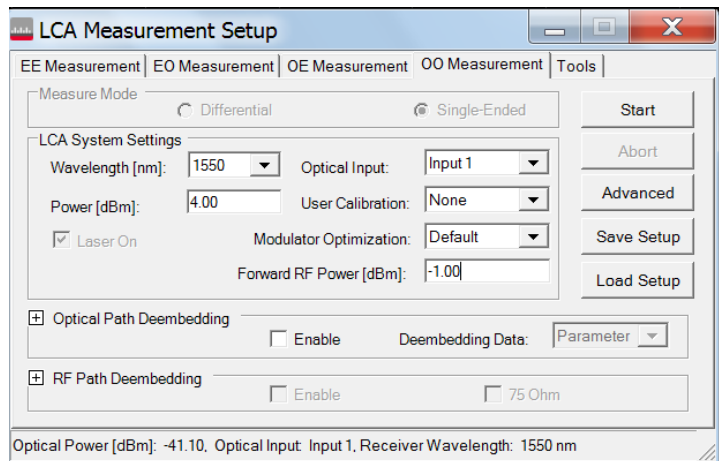 LCA Measurement Setup
EE Measurement EO Measurement OE Measurement OO Measurement Tools
Measure Mode
Differential Single-Ended Start
LCA System Settings
Wavelength [nm]: 1550 Optical Input: Input 1 Abort
Power [dBm]: 4.00 User Calibration: None Advanced
Laser On Modulator Optimization: Default Save Setup
Forward RF Power [dBm]: -1.00 Load Setup
Optical Path Deembedding
Enable Deembedding Data: Parameter
RF Path Deembedding
Enable 75 Ohm
Optical Power [dBm]: -41.10, Optical Input: Input 1, Receiver Wavelength: 1550 nm